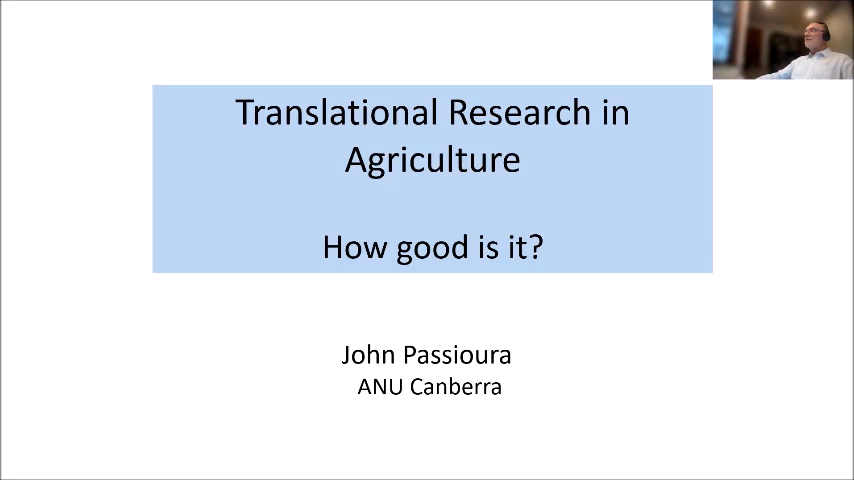 Translational Research in
Agriculture
How good is it?
John Passioura
ANU Canberra